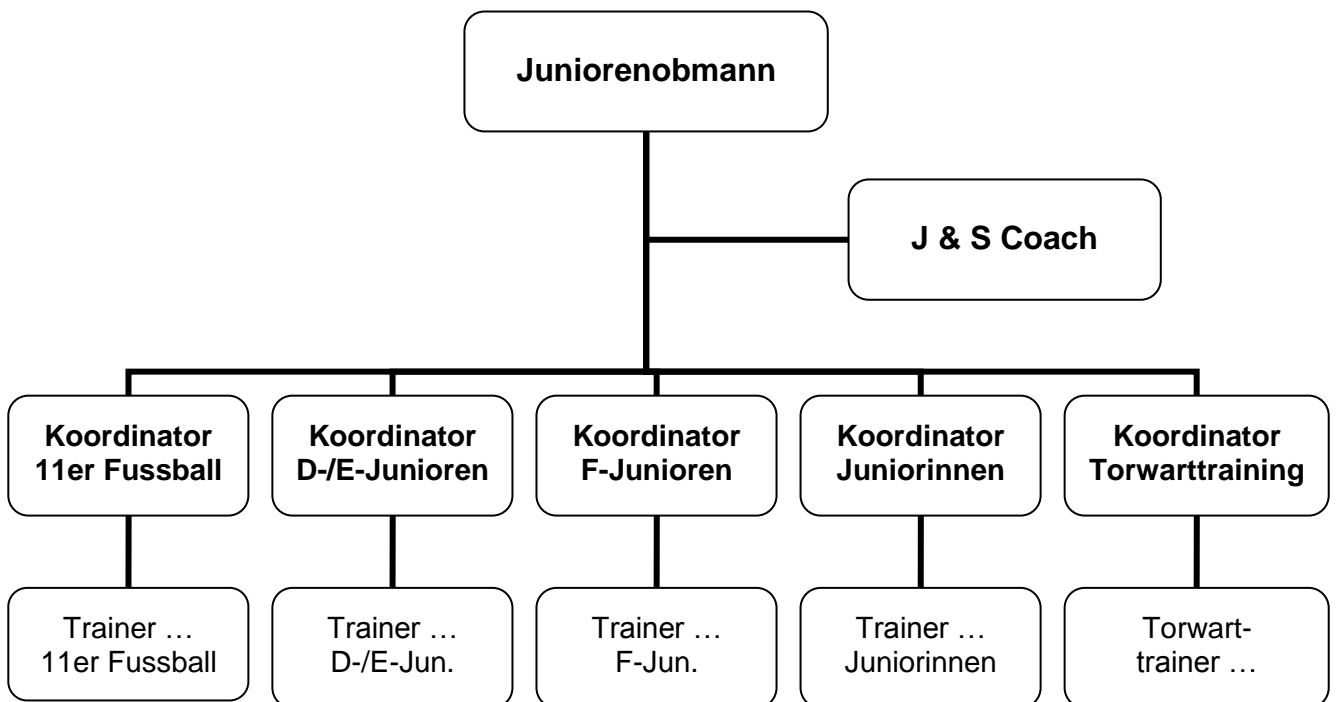 Juniorenobmann
J & S Coach
Koordinator
11er Fussball
Koordinator
D-/E-Junioren
Koordinator
F-Junioren
Koordinator
Juniorinnen
Koordinator
Torwarttraining
Trainer …
11er Fussball
Trainer …
D-/E-Jun.
Trainer …
F-Jun.
Trainer …
Juniorinnen
Torwart-
trainer …